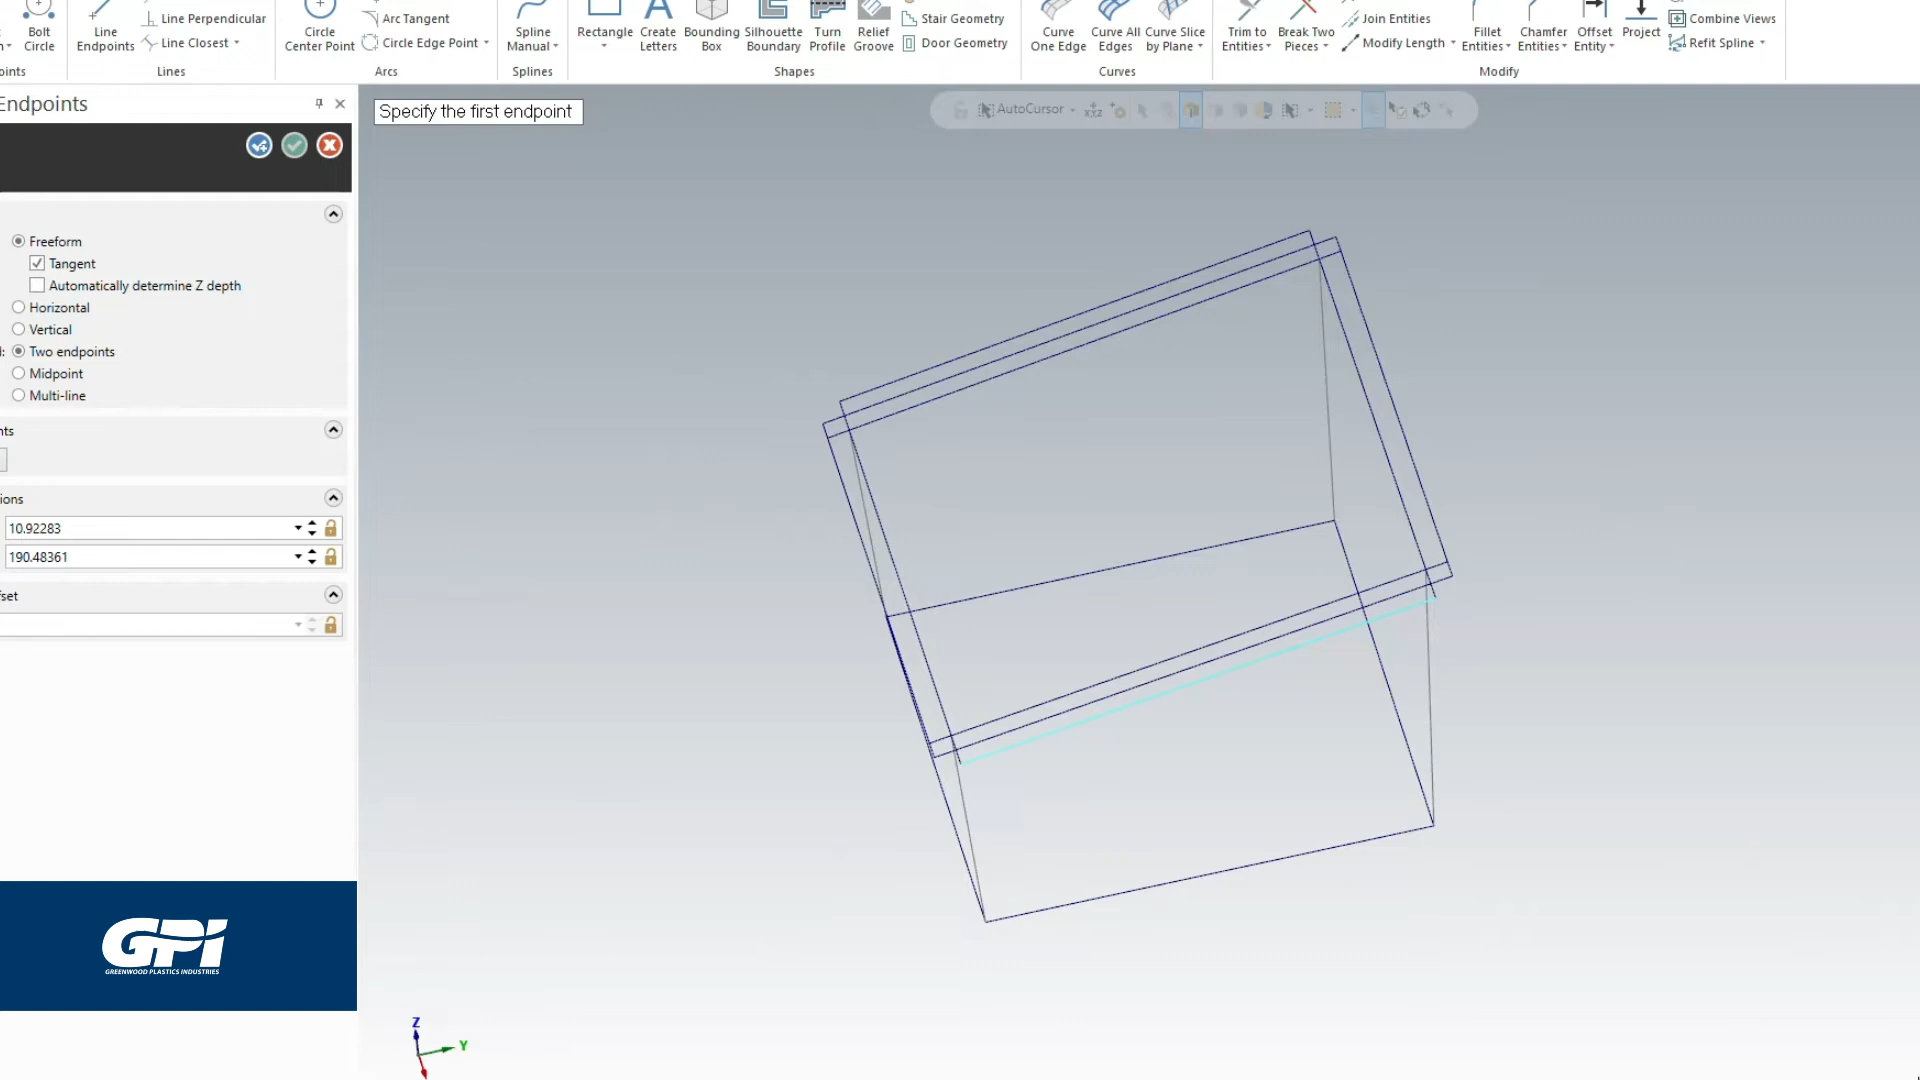 Bolt
Circle
Line
Endpoints
Line Perpendicular
Line Closest
Lines
Circle
Center Point
Arc Tangent
Circle Edge Point
Arcs
Spline
Manual
Splines
Rectangle
Create
Letters
Bounding
Box
Silhouette
Boundary
Turn
Profile
Relief
Groove
Stair Geometry
Door Geometry
Shapes
Curve
One Edge
Curve All
Edges
Curve Slice
by Plane
Curves
Trim to
Entities
Break Two
Pieces
Join Entities
Modify Length
Fillet
Entities
Chamfer
Entities
Offset
Entity
Project
Combine Views
Refit Spline
Modify
oints
Endpoints
Specify the first endpoint
AutoCursor
Freeform
Tangent
Automatically determine Z depth
Horizontal
Vertical
Two endpoints
Midpoint
Multi-line
nts
ions
10.92283
190.48361
set
GPI
GREENWOOD PLASTICS INDUSTRIES
Z
Y